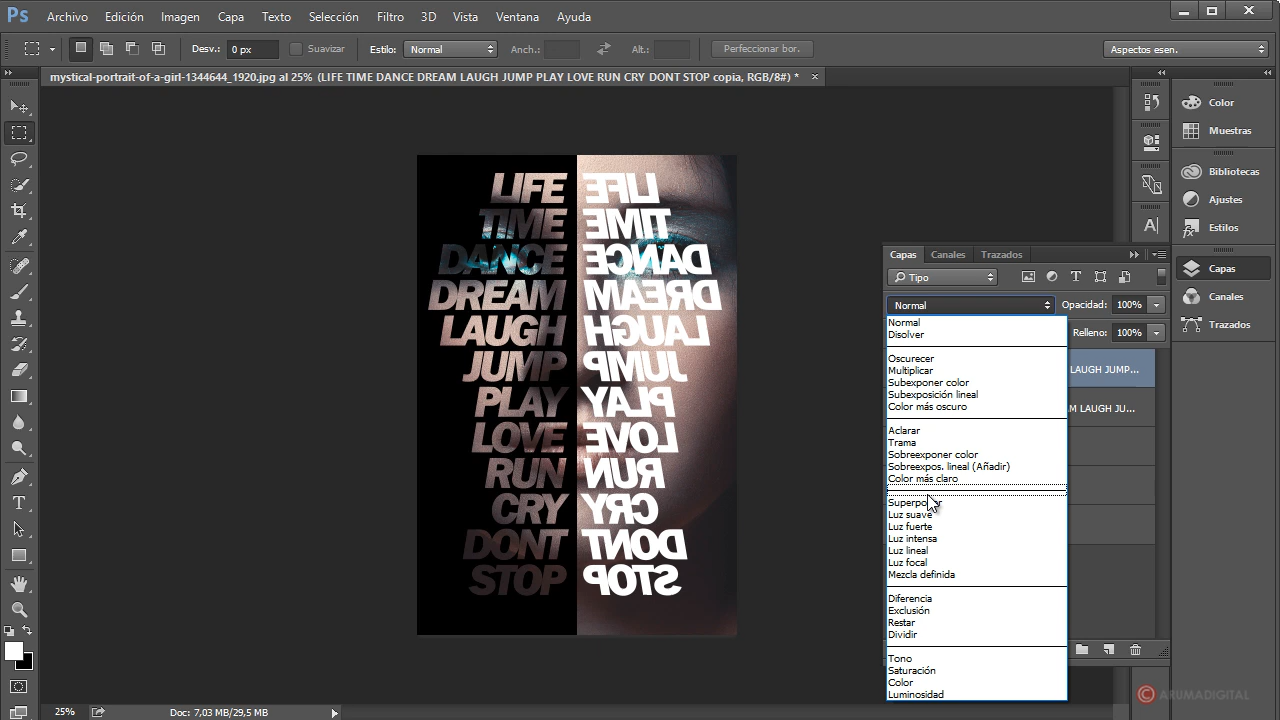 Ps Archivo Edición Imagen Capa Texto Selección Filtro 3D Vista Ventana Ayuda
Desv.: 0 px Suavizar Estilo: Normal Anch.: Alt.: Perfeccionar bor. Aspectos esen.
mystical-portrait-of-a-girl-1344644_1920.jpg al 25% (LIFE TIME DANCE DREAM LAUGH JUMP PLAY LOVE RUN CRY DONT STOP copia, RGB/8#) *
Color
Muestras
Bibliotecas
Ajustes
Estilos
Capas
Canales
Trazados
LIFE LIFE
TIME TIME
DANCE DANCE
DREAM DREAM
LAUGH LAUGH
JUMP JUMP
PLAY PLAY
LOVE LOVE
RUN RUN
CRY CRY
DONT DONT
STOP STOP
Capas Canales Trazados
Tipo
Normal Opacidad: 100%
Relleno: 100%
LAUGH JUMP...
M LAUGH JU...
Normal
Disolver
Oscurecer
Multiplicar
Subexponer color
Subexposición lineal
Color más oscuro
Aclarar
Trama
Sobreexponer color
Sobreexpos. lineal (Añadir)
Color más claro
Superponer
Luz suave
Luz fuerte
Luz intensa
Luz lineal
Luz focal
Mezcla definida
Diferencia
Exclusión
Restar
Dividir
Tono
Saturación
Color
Luminosidad
25% Doc: 7,03 MB/29,5 MB
© AKUMADIGITAL